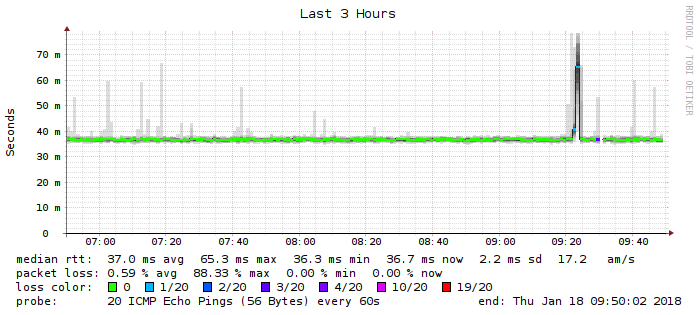 Last 3 Hours
RRDTOOL / TOBI OETIKER
Seconds
70 m
60 m
50 m
40 m
30 m
20 m
10 m
0
07:00 07:20 07:40 08:00 08:20 08:40 09:00 09:20 09:40
median rtt: 37.0 ms avg 65.3 ms max 36.3 ms min 36.7 ms now 2.2 ms sd 17.2 am/s
packet loss: 0.59 % avg 88.33 % max 0.00 % min 0.00 % now
loss color: 0 1/20 2/20 3/20 4/20 10/20 19/20
probe: 20 ICMP Echo Pings (56 Bytes) every 60s end: Thu Jan 18 09:50:02 2018